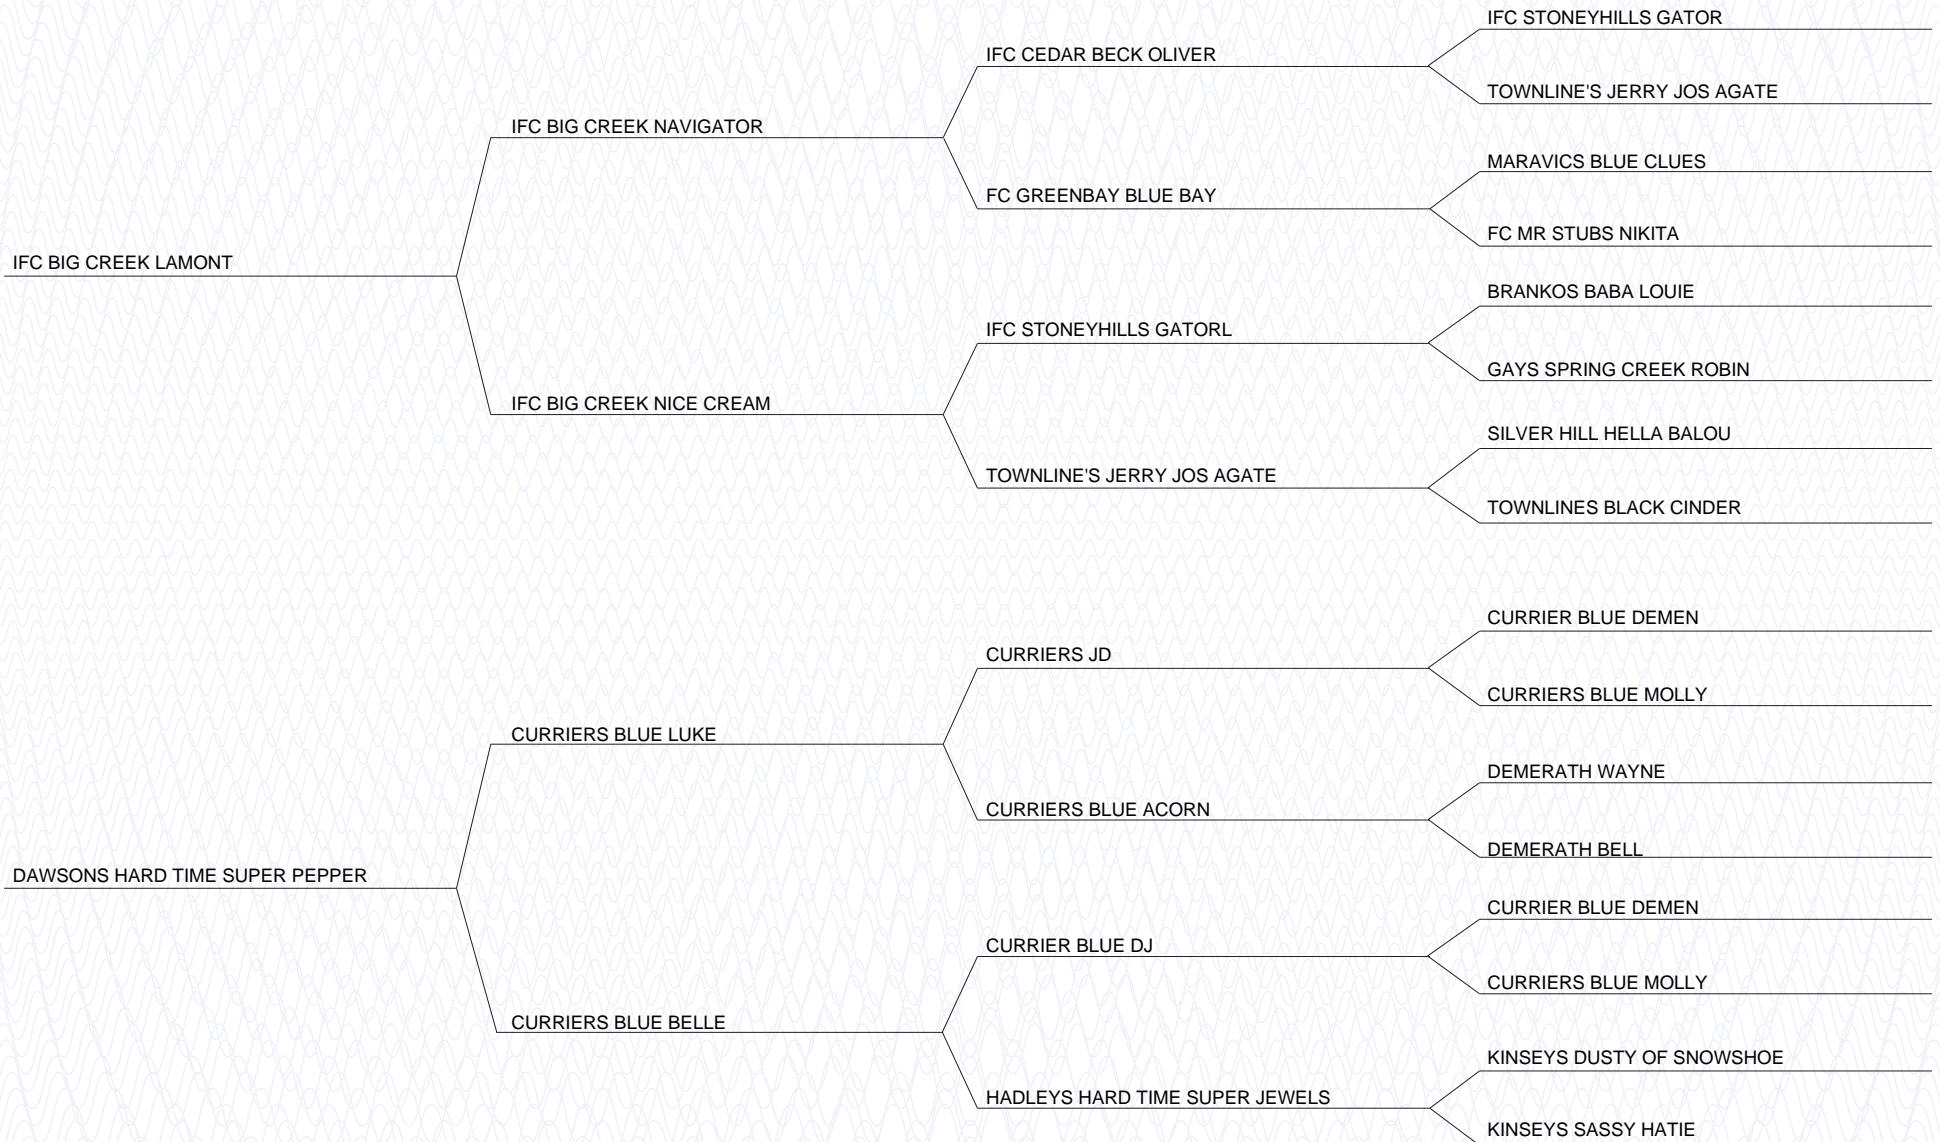 IFC BIG CREEK LAMONT
IFC BIG CREEK NAVIGATOR
IFC CEDAR BECK OLIVER
IFC STONEYHILLS GATOR
TOWNLINE'S JERRY JOS AGATE
FC GREENBAY BLUE BAY
MARAVICS BLUE CLUES
FC MR STUBS NIKITA
IFC BIG CREEK NICE CREAM
IFC STONEYHILLS GATORL
BRANKOS BABA LOUIE
GAYS SPRING CREEK ROBIN
TOWNLINE'S JERRY JOS AGATE
SILVER HILL HELLA BALOU
TOWNLINES BLACK CINDER
DAWSONS HARD TIME SUPER PEPPER
CURRIERS BLUE LUKE
CURRIERS JD
CURRIER BLUE DEMEN
CURRIERS BLUE MOLLY
CURRIERS BLUE ACORN
DEMERATH WAYNE
DEMERATH BELL
CURRIERS BLUE BELLE
CURRIER BLUE DJ
CURRIER BLUE DEMEN
CURRIERS BLUE MOLLY
HADLEYS HARD TIME SUPER JEWELS
KINSEYS DUSTY OF SNOWSHOE
KINSEYS SASSY HATIE